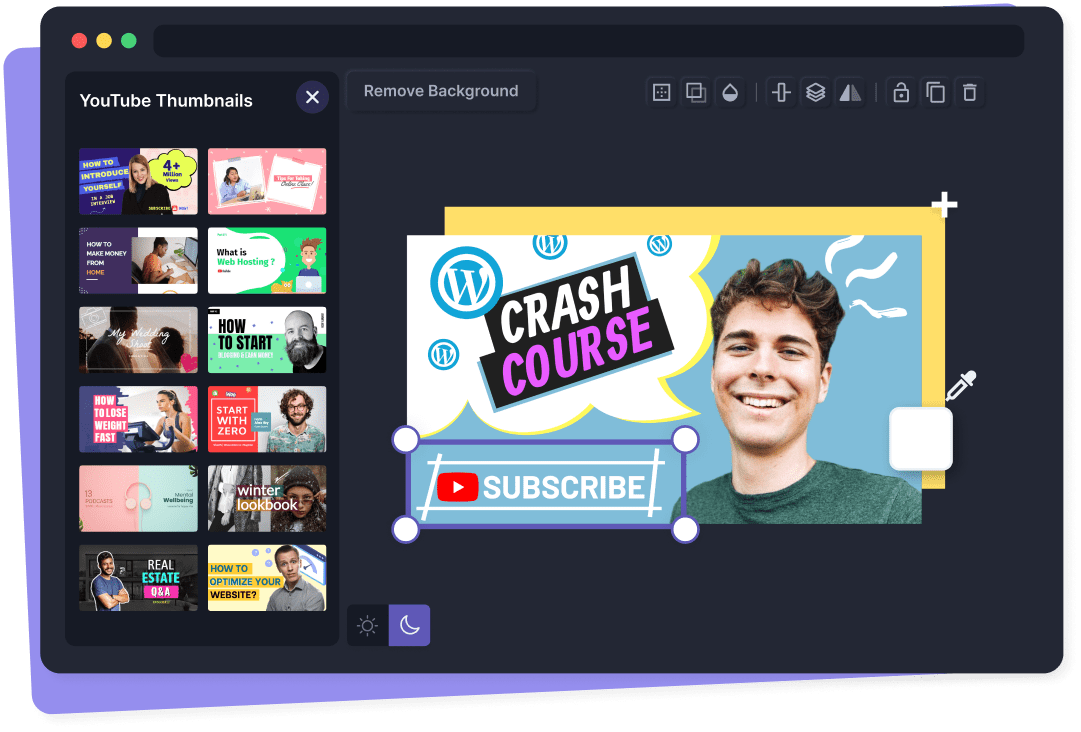 YouTube Thumbnails
Remove Background
HOW TO
INTRODUCE
YOURSELF
IN A JOB
INTERVIEW
4+
Million
Views
SUBSCRIBE
Tips For Taking
Online Class!
HOW TO
MAKE MONEY
FROM
HOME
What is
Web Hosting ?
My Wedding
Shoot
HOW
TO START
BLOGGING & EARN MONEY
HOW
TO LOSE
WEIGHT
FAST
START
WITH
ZERO
13
PODCASTS
Mental
Wellbeing
winter
lookbook
REAL
ESTATE
Q&A
HOW TO
OPTIMIZE YOUR
WEBSITE?
CRASH
COURSE
SUBSCRIBE